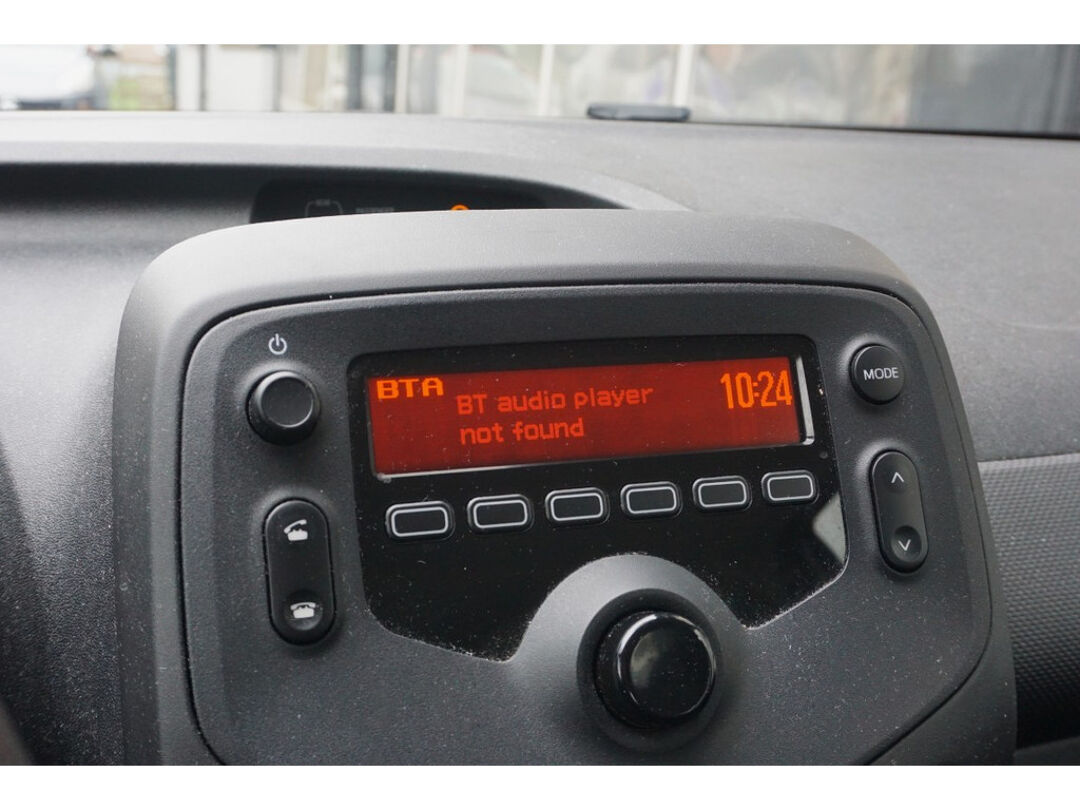 BTA
BT audio player
not found
10:24
MODE